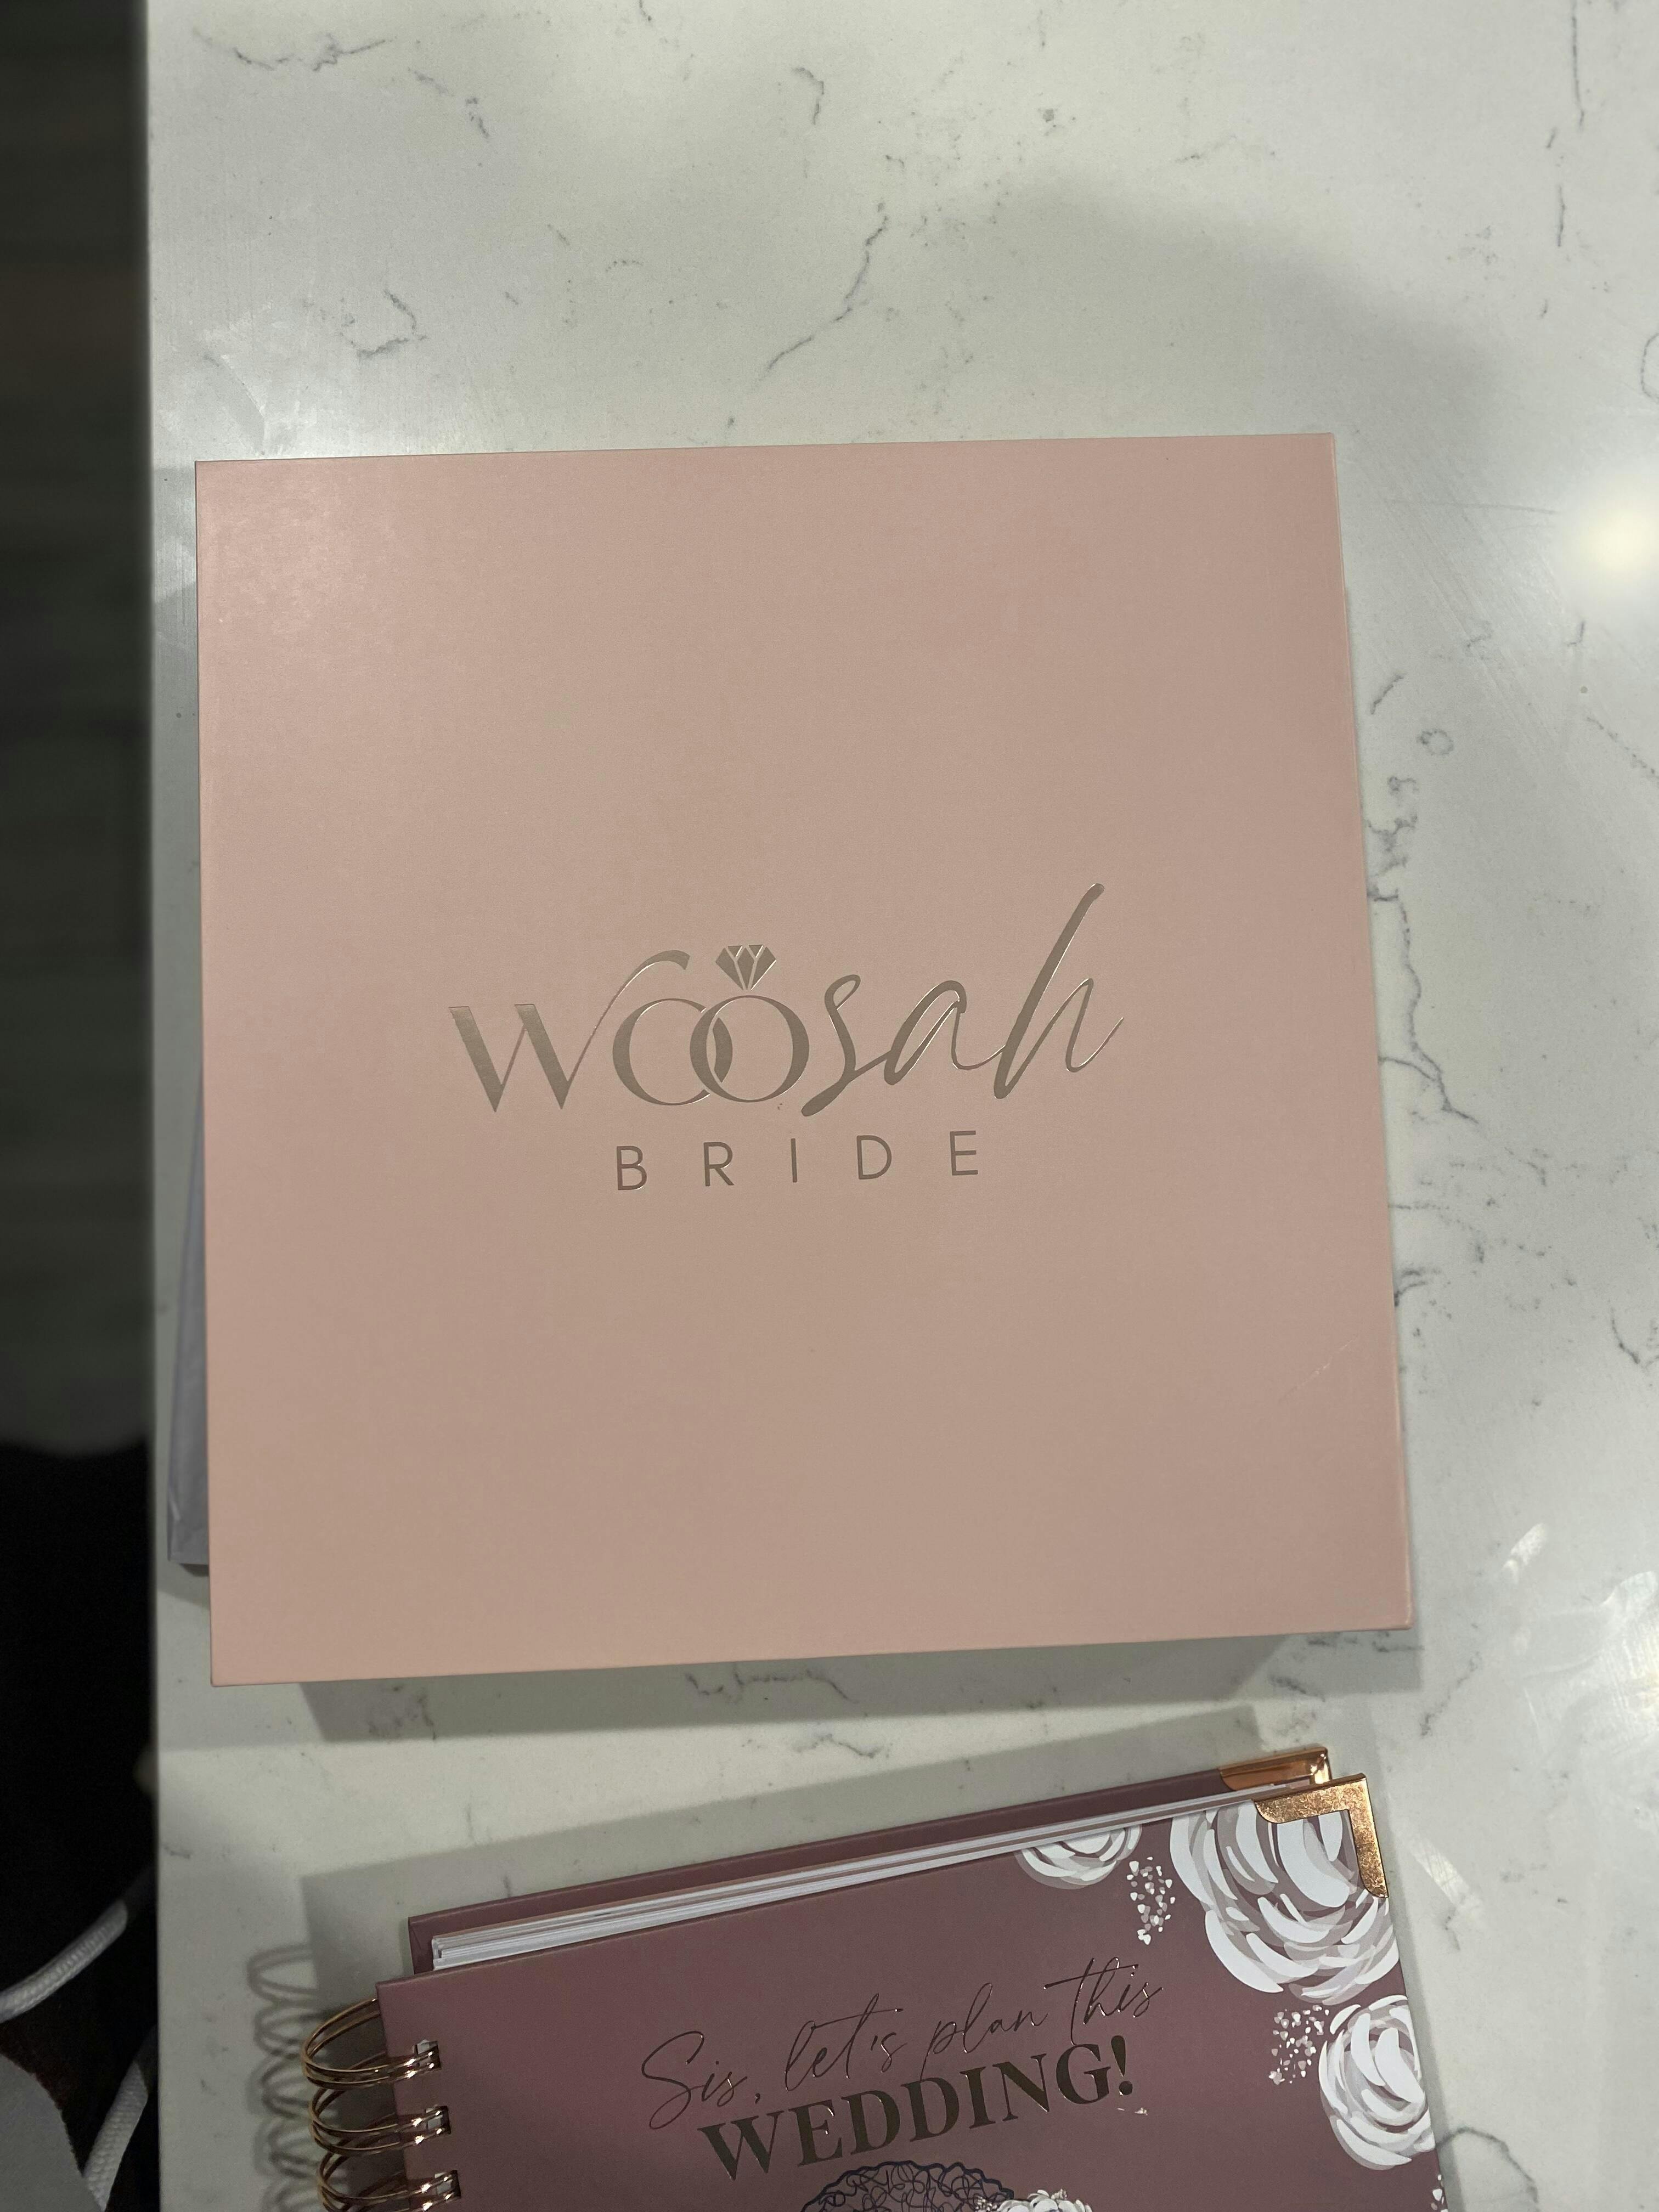 woosah
BRIDE
Sis, let's plan this
WEDDING!